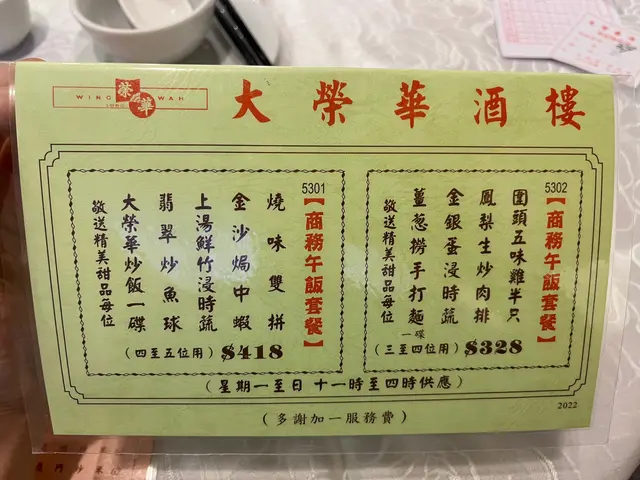 WING 榮華 WAH
大榮華酒樓
5302
【商務午飯套餐】
圍頭五味雞半只
鳳梨生炒肉排
金銀蛋浸時蔬
薑葱撈手打麵一碟
敬送精美甜品每位
(三至四位用) $328
5301
【商務午飯套餐】
燒味雙拼
金沙焗中蝦
上湯鮮竹浸時蔬
翡翠炒魚球
大榮華炒飯一碟
敬送精美甜品每位
(四至五位用) $418
(星期一至日 十一時至四時供應)
2022
(多謝加一服務費)